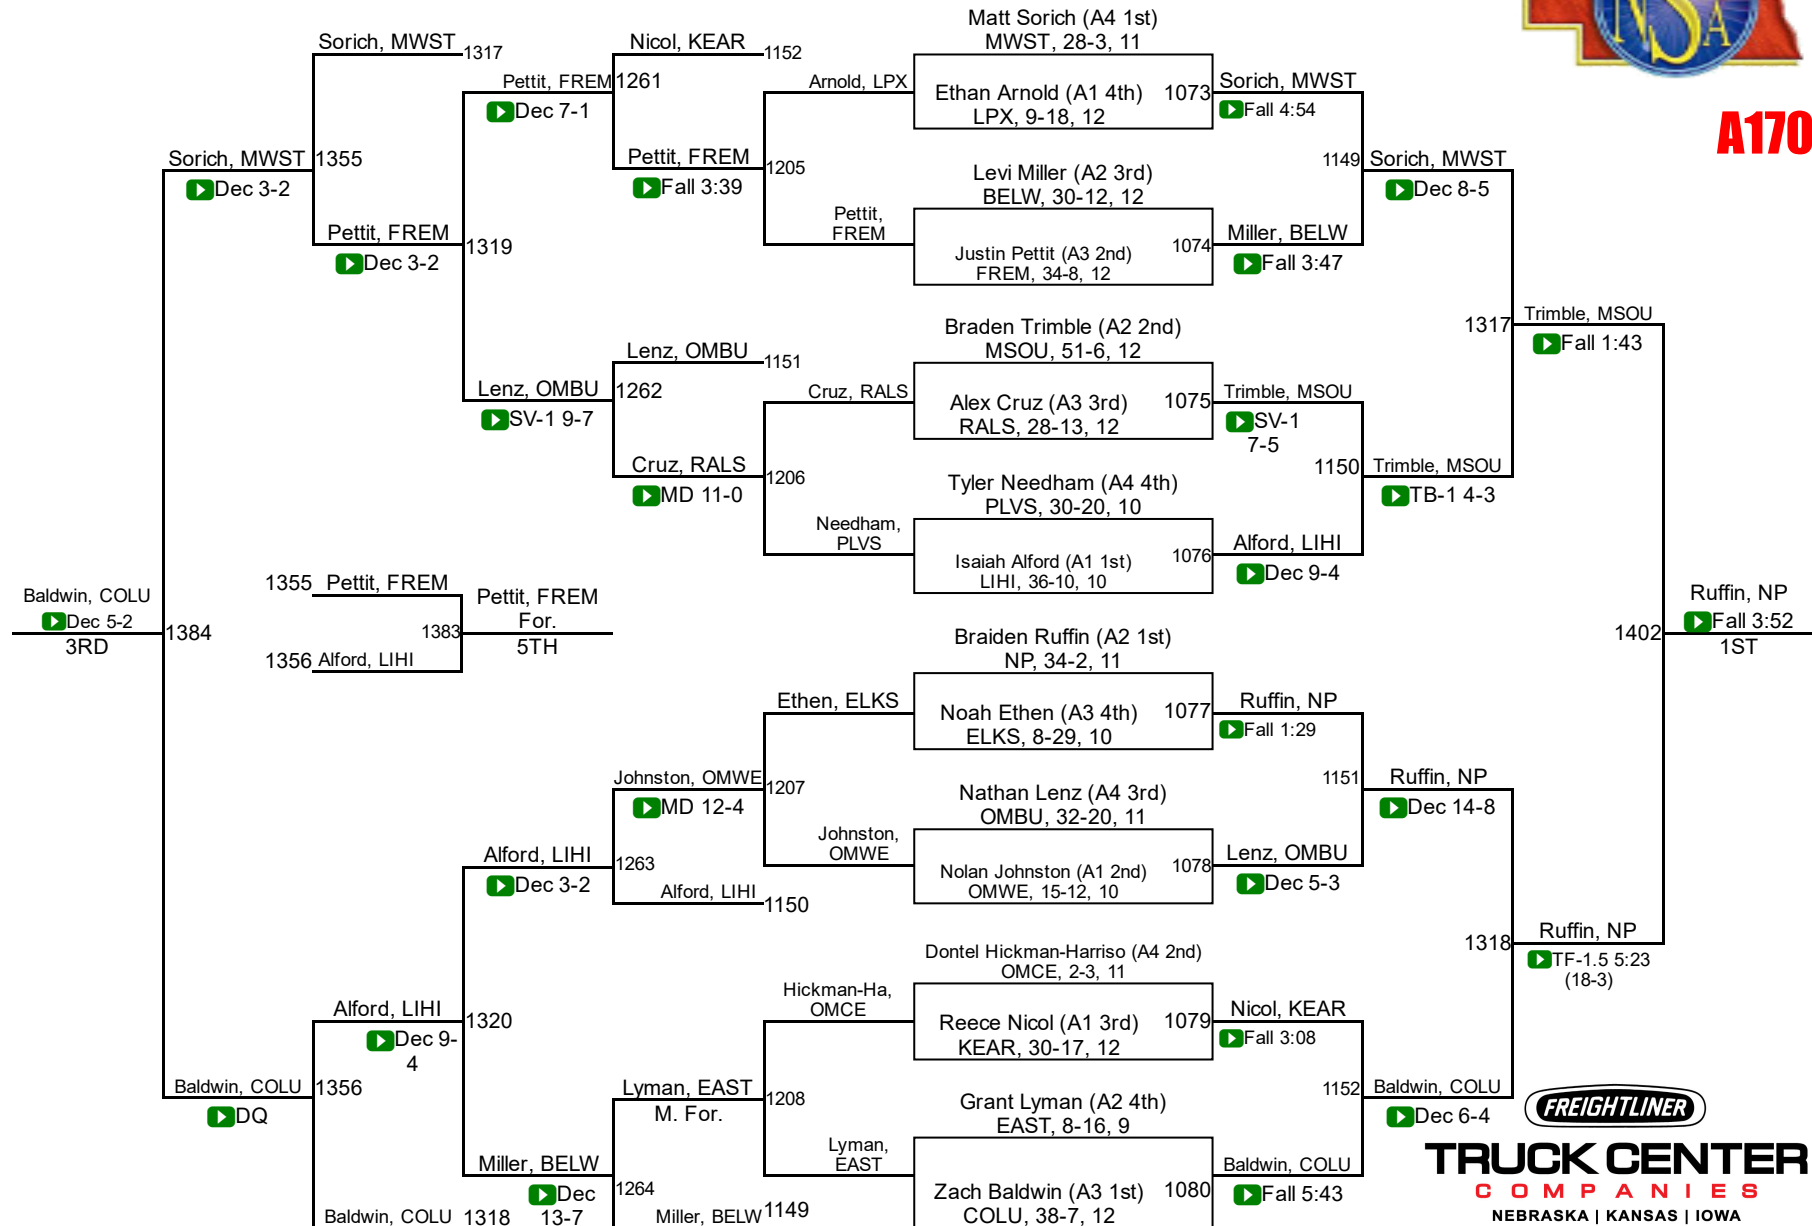 NSA
A170
Matt Sorich (A4 1st)
MWST, 28-3, 11
Ethan Arnold (A1 4th)
LPX, 9-18, 12
1073
Levi Miller (A2 3rd)
BELW, 30-12, 12
Justin Pettit (A3 2nd)
FREM, 34-8, 12
1074
Braden Trimble (A2 2nd)
MSOU, 51-6, 12
Alex Cruz (A3 3rd)
RALS, 28-13, 12
1075
Tyler Needham (A4 4th)
PLVS, 30-20, 10
Isaiah Alford (A1 1st)
LIHI, 36-10, 10
1076
Braiden Ruffin (A2 1st)
NP, 34-2, 11
Noah Ethen (A3 4th)
ELKS, 8-29, 10
1077
Nathan Lenz (A4 3rd)
OMBU, 32-20, 11
Nolan Johnston (A1 2nd)
OMWE, 15-12, 10
1078
Dontel Hickman-Harriso (A4 2nd)
OMCE, 2-3, 11
Reece Nicol (A1 3rd)
KEAR, 30-17, 12
1079
Grant Lyman (A2 4th)
EAST, 8-16, 9
Zach Baldwin (A3 1st)
COLU, 38-7, 12
1080
Sorich, MWST
Fall 4:54
1149
Miller, BELW
Fall 3:47
Trimble, MSOU
SV-1
7-5
1150
Alford, LIHI
Dec 9-4
Ruffin, NP
Fall 1:29
1151
Lenz, OMBU
Dec 5-3
Nicol, KEAR
Fall 3:08
1152
Baldwin, COLU
Fall 5:43
Sorich, MWST
Dec 8-5
1317
Trimble, MSOU
TB-1 4-3
Ruffin, NP
Dec 14-8
1318
Baldwin, COLU
Dec 6-4
Trimble, MSOU
Fall 1:43
1402
Ruffin, NP
TF-1.5 5:23
(18-3)
Ruffin, NP
Fall 3:52
1ST
Arnold, LPX
1205
Pettit,
FREM
Cruz, RALS
1206
Needham,
PLVS
Ethen, ELKS
1207
Johnston,
OMWE
Hickman-Ha,
OMCE
1208
Lyman,
EAST
Nicol, KEAR
1152
1261
Pettit, FREM
Fall 3:39
Lenz, OMBU
1151
1262
Cruz, RALS
MD 11-0
Johnston, OMWE
MD 12-4
1263
Alford, LIHI
1150
Lyman, EAST
M. For.
1264
Miller, BELW
1149
Pettit, FREM
Dec 7-1
1319
Lenz, OMBU
SV-1 9-7
Alford, LIHI
Dec 3-2
1320
Miller, BELW
Dec
13-7
Sorich, MWST
1317
1355
Pettit, FREM
Dec 3-2
Alford, LIHI
Dec 9-
4
1356
Baldwin, COLU
1318
Sorich, MWST
Dec 3-2
1384
Baldwin, COLU
DQ
Baldwin, COLU
Dec 5-2
3RD
1355 Pettit, FREM
1383
1356 Alford, LIHI
Pettit, FREM
For.
5TH
FREIGHTLINER
TRUCK CENTER
COMPANIES
NEBRASKA | KANSAS | IOWA